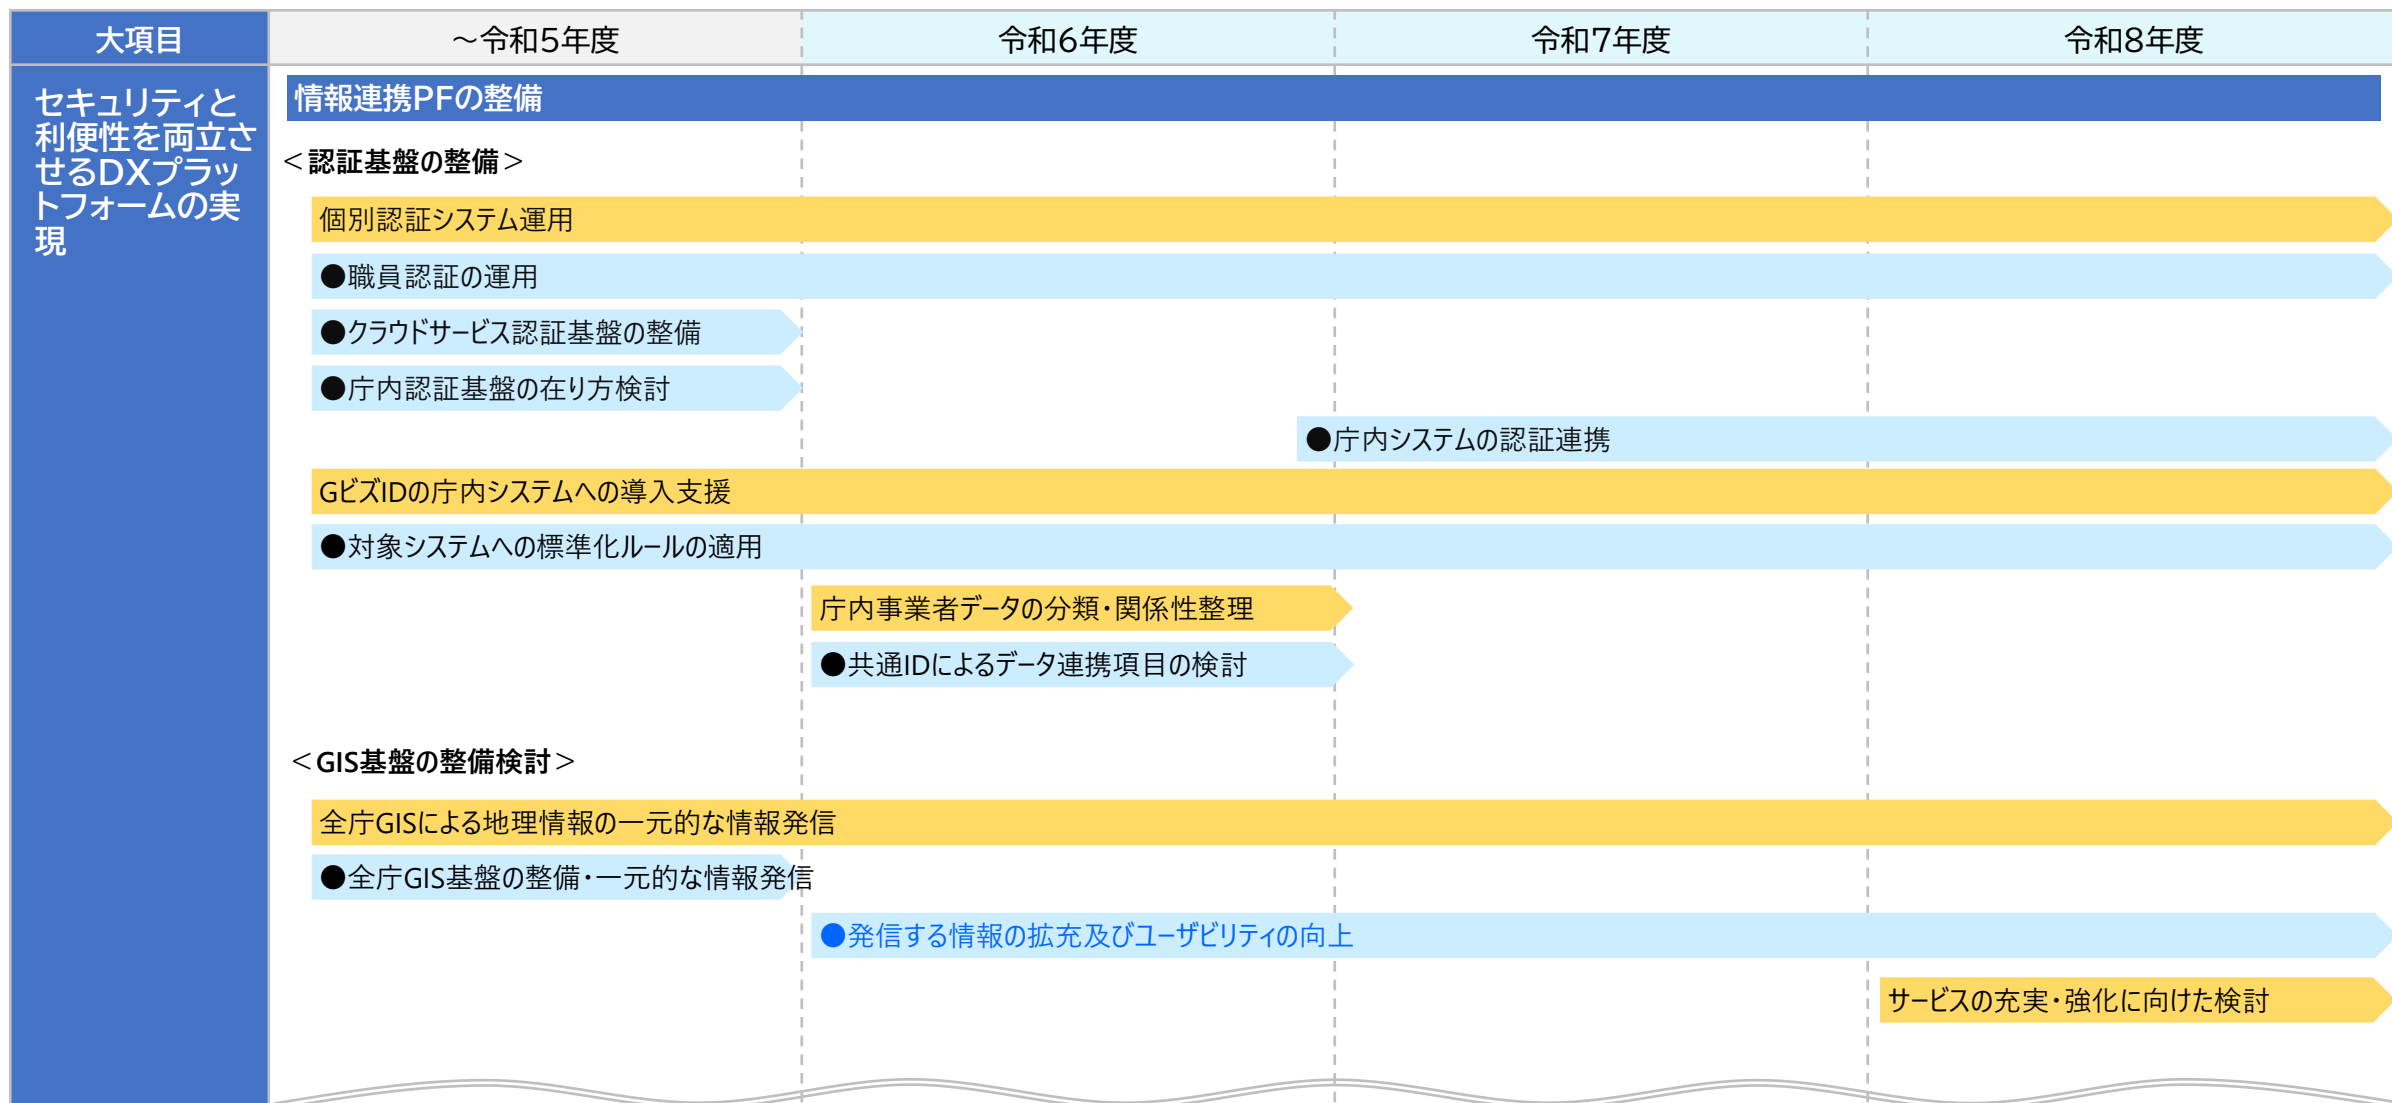 大項目
～令和5年度
令和6年度
令和7年度
令和8年度
セキュリティと
利便性を両立さ
せるDXプラッ
トフォームの実
現
情報連携PFの整備
＜認証基盤の整備＞
個別認証システム運用
●職員認証の運用
●クラウドサービス認証基盤の整備
●庁内認証基盤の在り方検討
●庁内システムの認証連携
GビズIDの庁内システムへの導入支援
●対象システムへの標準化ルールの適用
庁内事業者データの分類・関係性整理
●共通IDによるデータ連携項目の検討
＜GIS基盤の整備検討＞
全庁GISによる地理情報の一元的な情報発信
●全庁GIS基盤の整備・一元的な情報発信
●発信する情報の拡充及びユーザビリティの向上
サービスの充実・強化に向けた検討